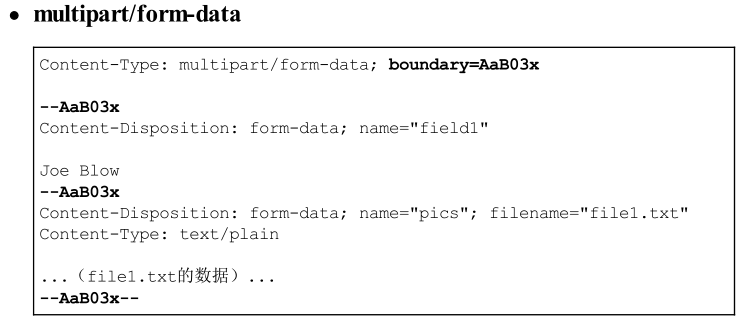 • multipart/form-data
Content-Type: multipart/form-data; boundary=AaB03x
--AaB03x
Content-Disposition: form-data; name="field1"
Joe Blow
--AaB03x
Content-Disposition: form-data; name="pics"; filename="file1.txt"
Content-Type: text/plain
...（file1.txt的数据）...
--AaB03x--